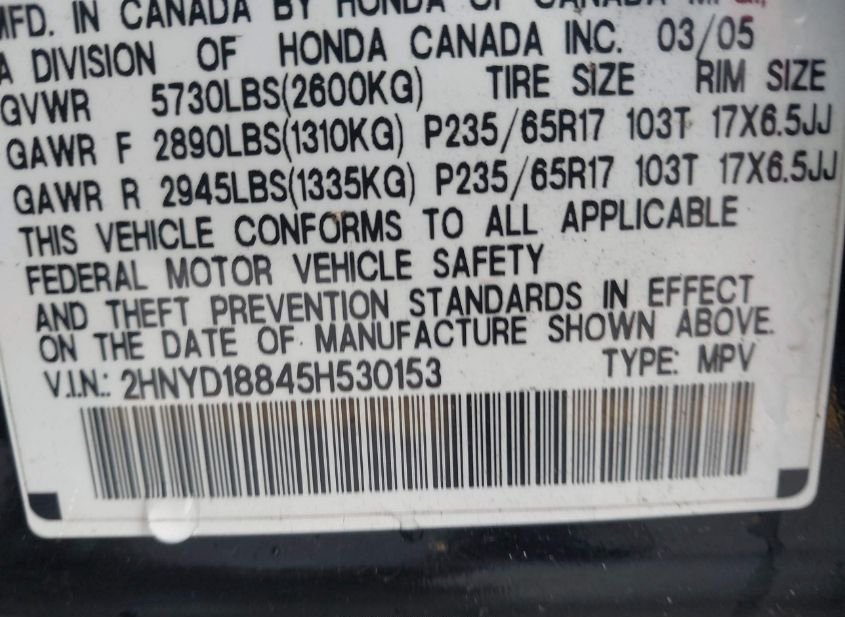 MFD. IN CANADA BY HONDA OF CANADA MFG.,
A DIVISION OF HONDA CANADA INC. 03/05
GVWR 5730LBS(2600KG) TIRE SIZE RIM SIZE
GAWR F 2890LBS(1310KG) P235/65R17 103T 17X6.5JJ
GAWR R 2945LBS(1335KG) P235/65R17 103T 17X6.5JJ
THIS VEHICLE CONFORMS TO ALL APPLICABLE
FEDERAL MOTOR VEHICLE SAFETY
AND THEFT PREVENTION STANDARDS IN EFFECT
ON THE DATE OF MANUFACTURE SHOWN ABOVE.
V.I.N.: 2HNYD18845H530153 TYPE: MPV